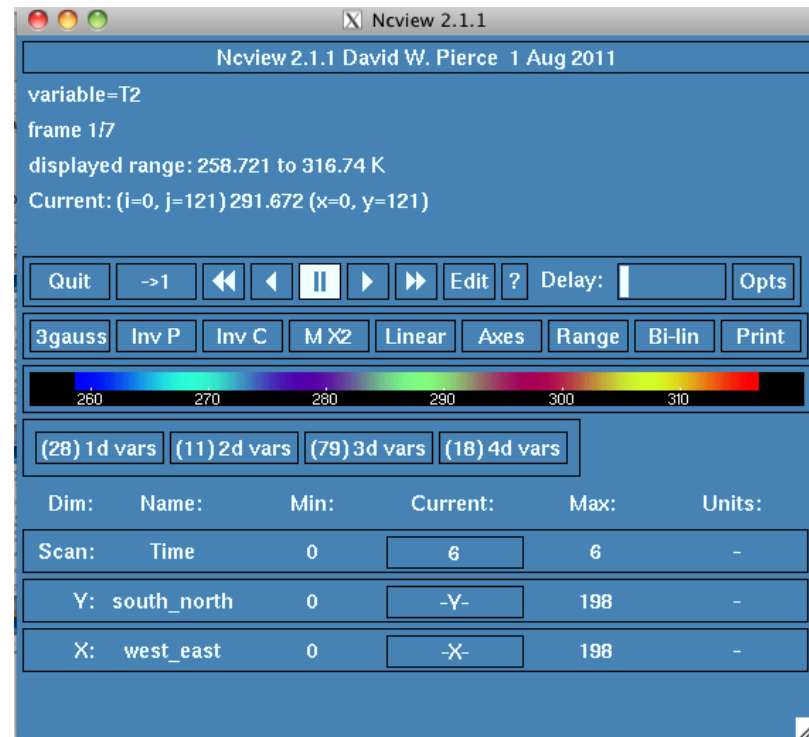 Ncview 2.1.1
Ncview 2.1.1 David W. Pierce 1 Aug 2011
variable=T2
frame 1/7
displayed range: 258.721 to 316.74 K
Current: (i=0, j=121) 291.672 (x=0, y=121)
Quit ->1 Edit ? Delay: Opts
3gauss Inv P Inv C M X2 Linear Axes Range Bi-lin Print
260 270 280 290 300 310
(28) 1d vars (11) 2d vars (79) 3d vars (18) 4d vars
Dim: Name: Min: Current: Max: Units:
Scan: Time 0 6 6 -
Y: south_north 0 -Y- 198 -
X: west_east 0 -X- 198 -